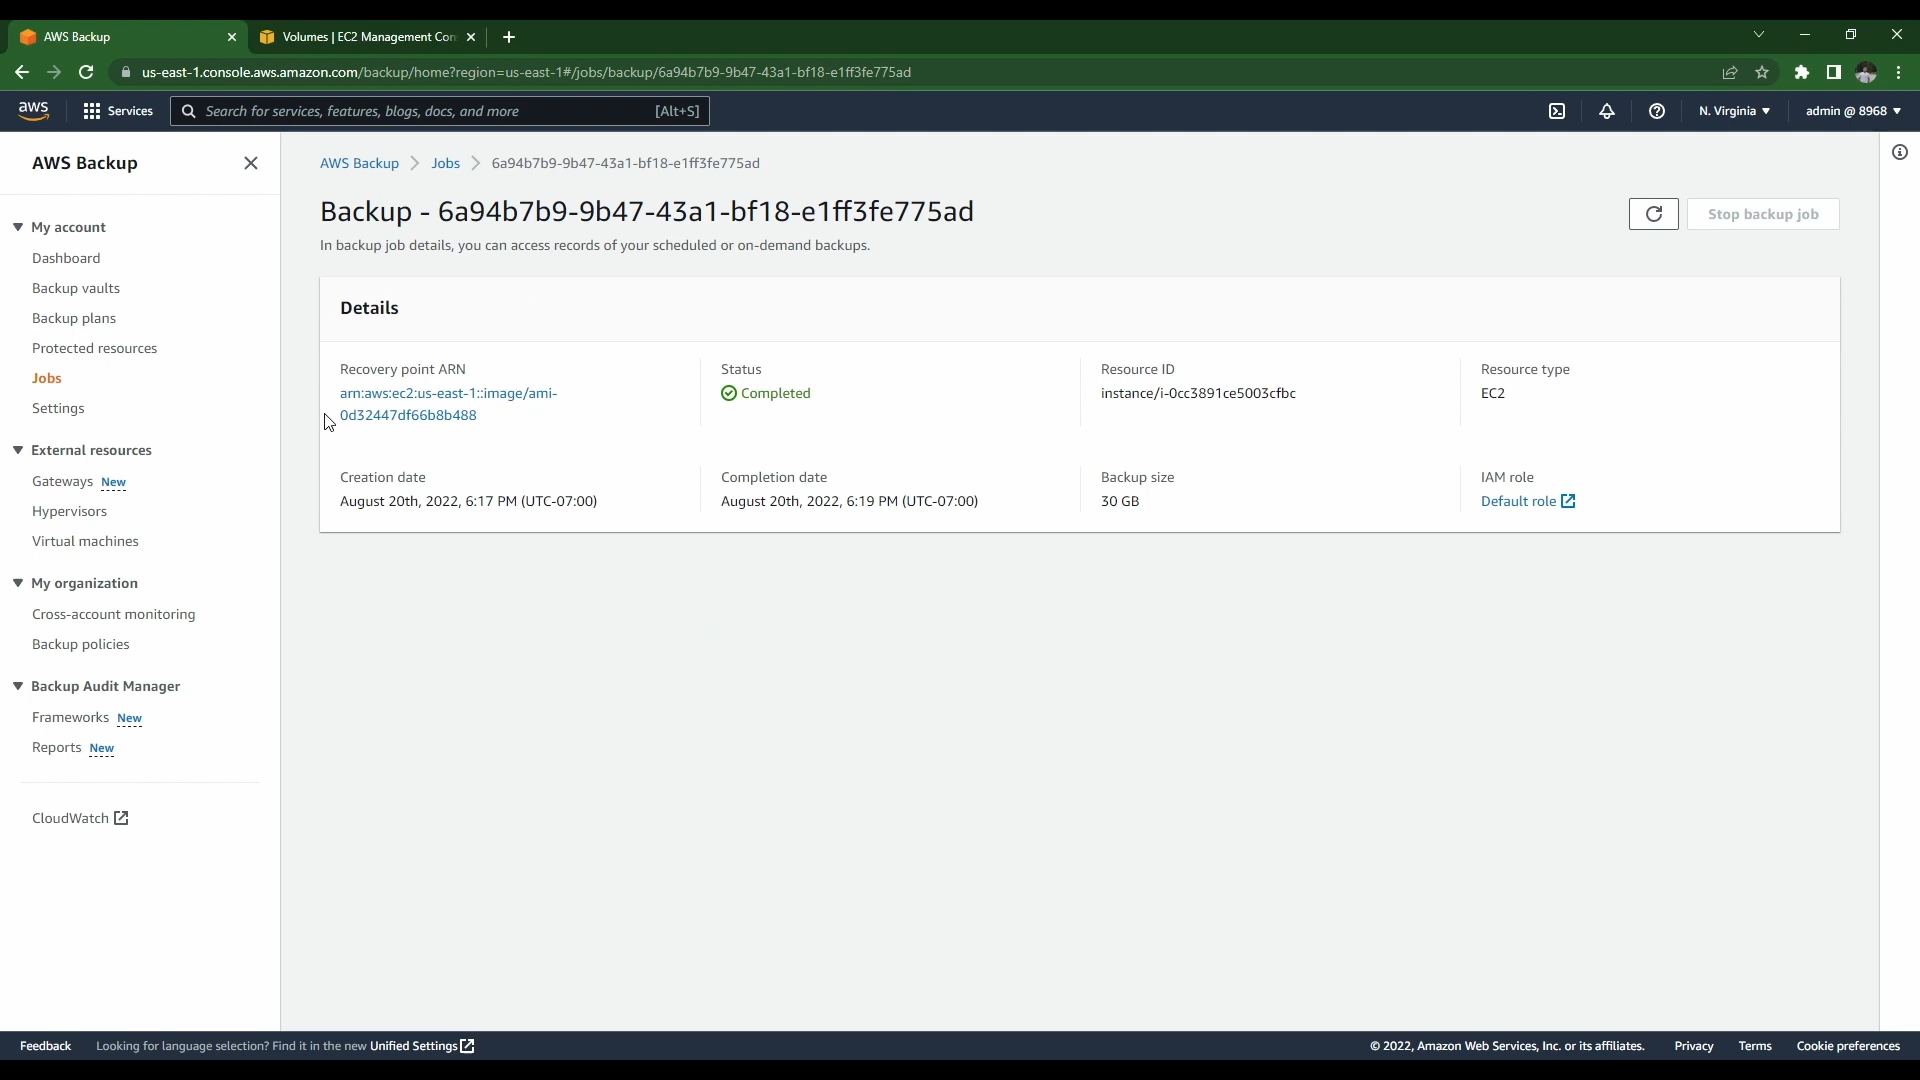 AWS Backup
Volumes | EC2 Management Con
us-east-1.console.aws.amazon.com/backup/home?region=us-east-1#/jobs/backup/6a94b7b9-9b47-43a1-bf18-e1ff3fe775ad
aws
Services
Search for services, features, blogs, docs, and more
[Alt+S]
N. Virginia
admin @ 8968
AWS Backup
My account
Dashboard
Backup vaults
Backup plans
Protected resources
Jobs
Settings
External resources
Gateways New
Hypervisors
Virtual machines
My organization
Cross-account monitoring
Backup policies
Backup Audit Manager
Frameworks New
Reports New
CloudWatch
AWS Backup > Jobs > 6a94b7b9-9b47-43a1-bf18-e1ff3fe775ad
Backup - 6a94b7b9-9b47-43a1-bf18-e1ff3fe775ad
In backup job details, you can access records of your scheduled or on-demand backups.
Stop backup job
Details
Recovery point ARN
arn:aws:ec2:us-east-1::image/ami-
0d32447df66b8b488
Status
Completed
Resource ID
instance/i-0cc3891ce5003cfbc
Resource type
EC2
Creation date
August 20th, 2022, 6:17 PM (UTC-07:00)
Completion date
August 20th, 2022, 6:19 PM (UTC-07:00)
Backup size
30 GB
IAM role
Default role
Feedback
Looking for language selection? Find it in the new Unified Settings
© 2022, Amazon Web Services, Inc. or its affiliates.
Privacy
Terms
Cookie preferences